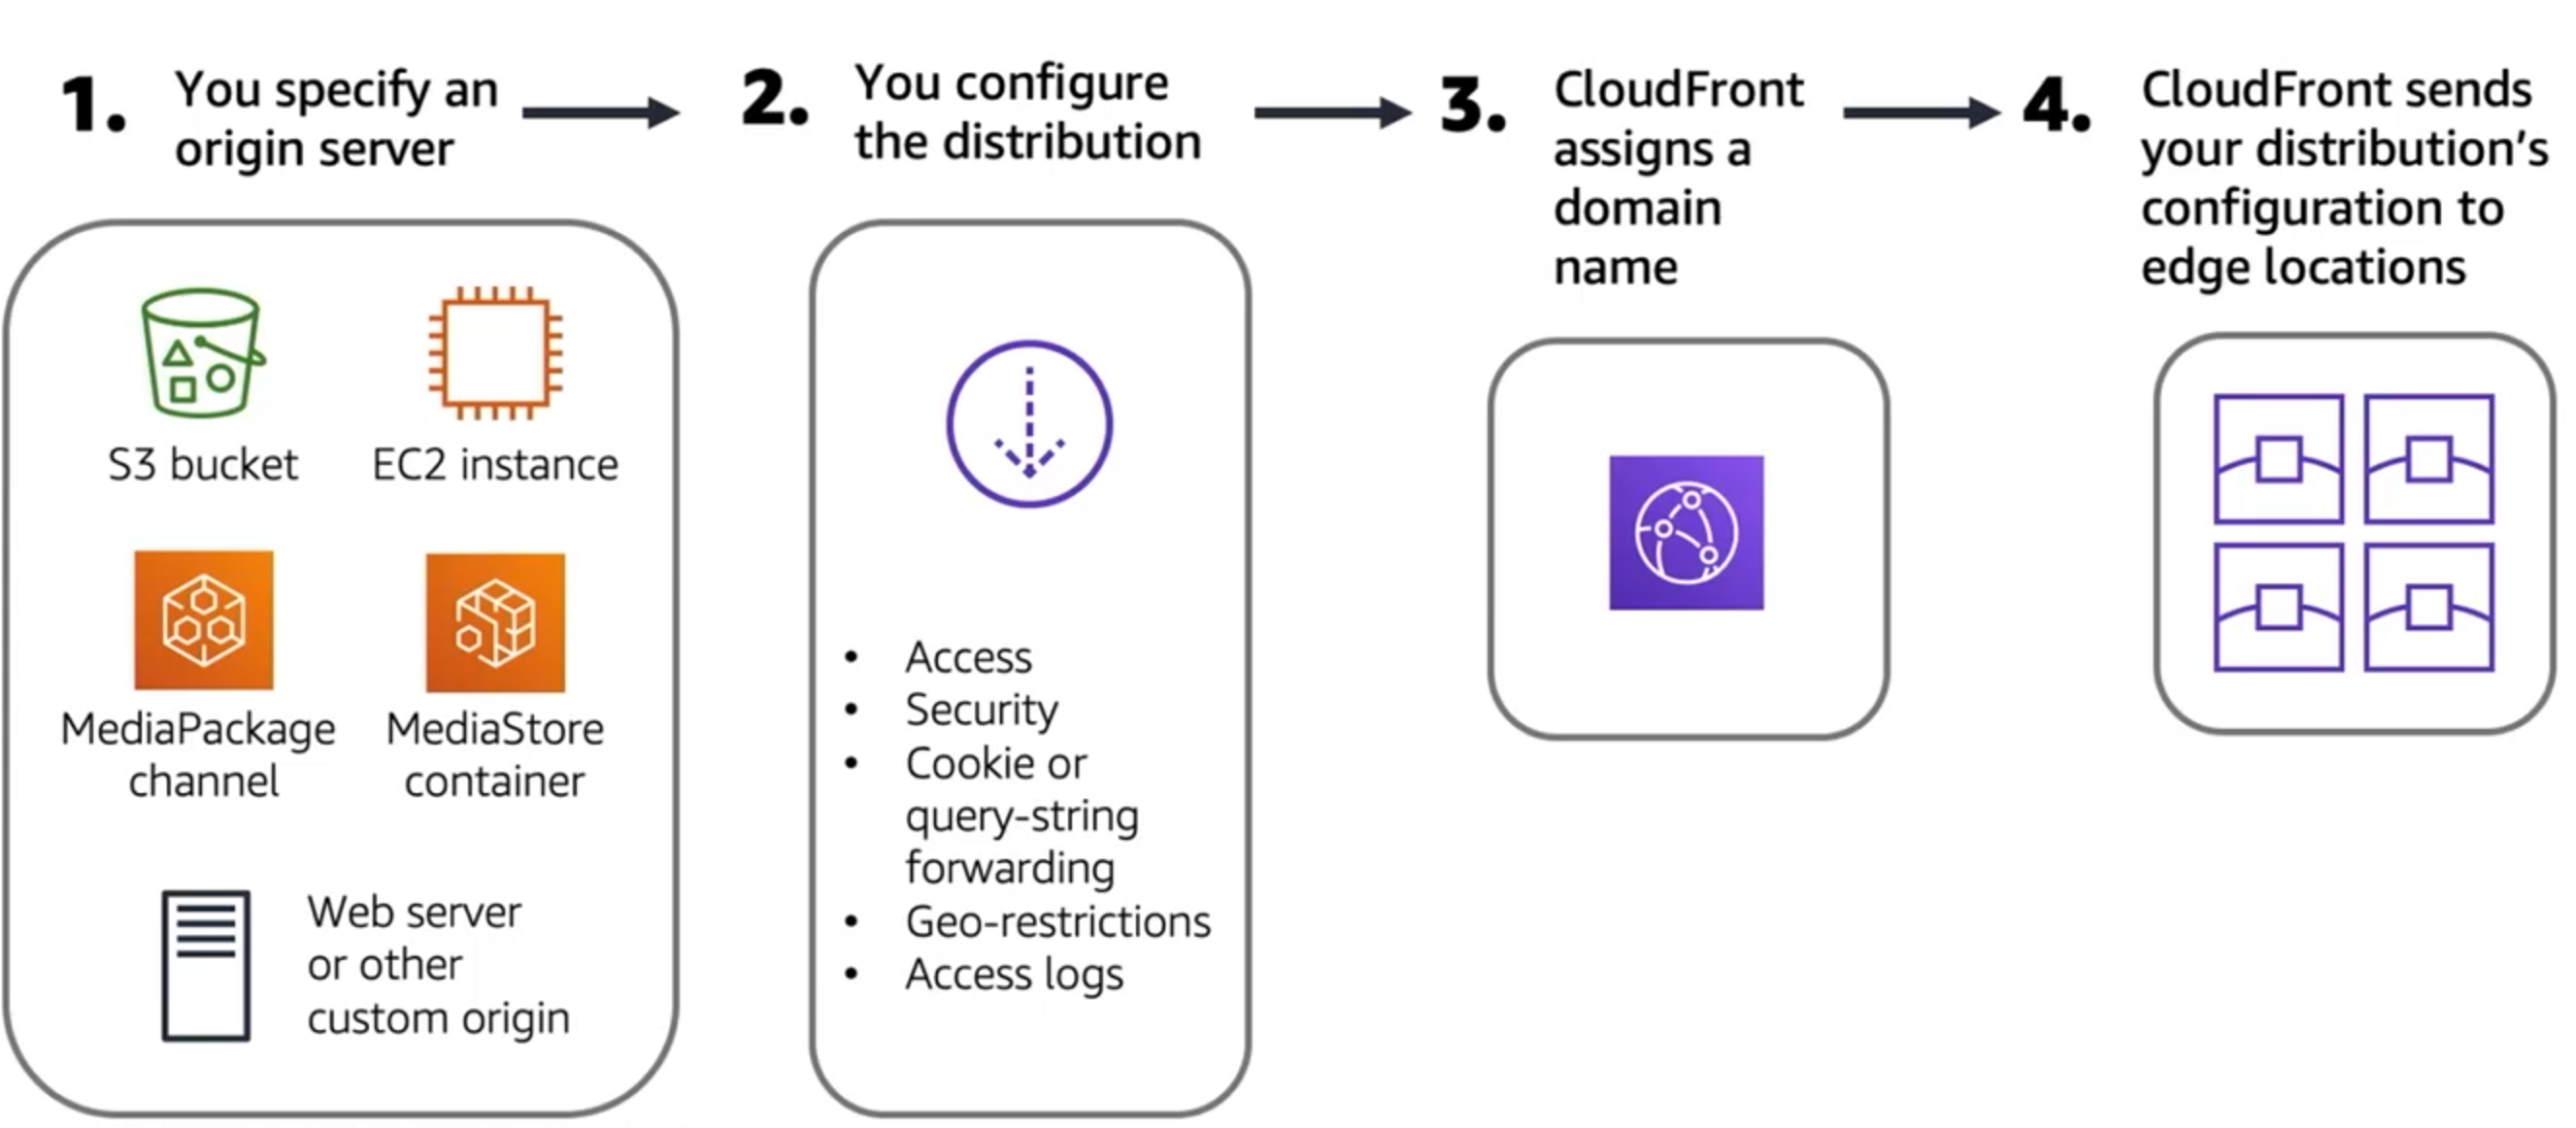 1. You specify an
origin server
S3 bucket
EC2 instance
MediaPackage
channel
MediaStore
container
Web server
or other
custom origin
2. You configure
the distribution
• Access
• Security
• Cookie or
query-string
forwarding
• Geo-restrictions
• Access logs
3. CloudFront
assigns a
domain
name
4. CloudFront sends
your distribution’s
configuration to
edge locations